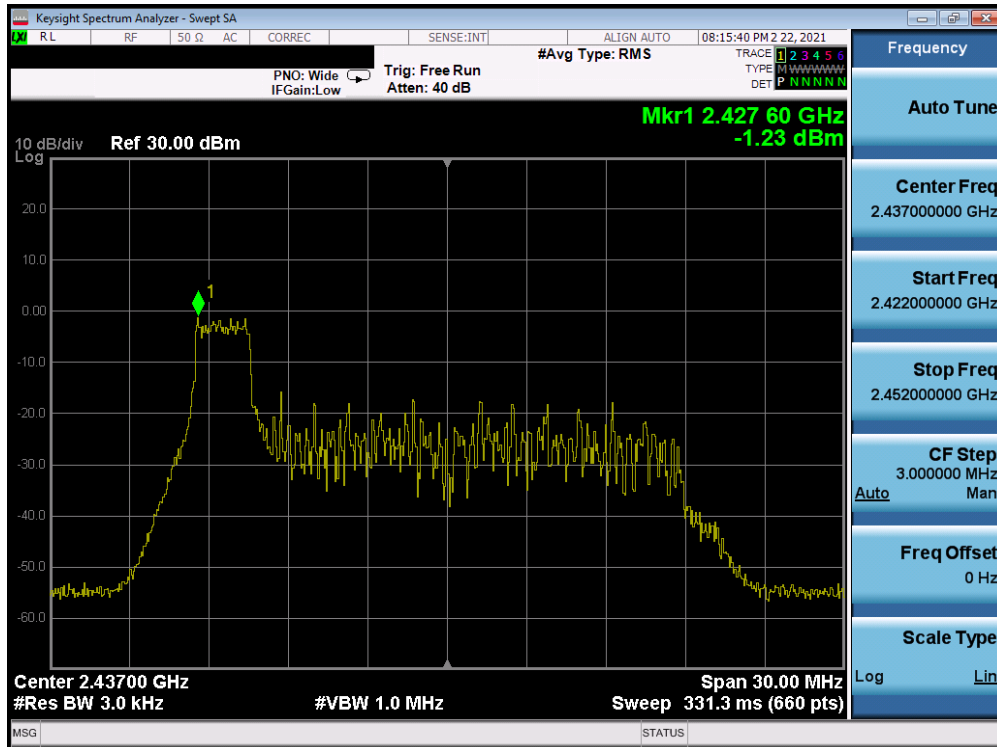 Keysight Spectrum Analyzer - Swept SA
LXI RL RF 50 Ω AC CORREC SENSE:INT ALIGN AUTO 08:15:40 PM 2 22, 2021
PNO: Wide Trig: Free Run #Avg Type: RMS TRACE 1 2 3 4 5 6
IFGain:Low Atten: 40 dB TYPE M W W W W W
DET P N N N N N
Mkr1 2.427 60 GHz
-1.23 dBm
10 dB/div Ref 30.00 dBm
Log
20.0
10.0
1
0.00
-10.0
-20.0
-30.0
-40.0
-50.0
-60.0
Center 2.43700 GHz Span 30.00 MHz
#Res BW 3.0 kHz #VBW 1.0 MHz Sweep 331.3 ms (660 pts)
MSG STATUS
Frequency
Auto Tune
Center Freq
2.437000000 GHz
Start Freq
2.422000000 GHz
Stop Freq
2.452000000 GHz
CF Step
3.000000 MHz
Auto Man
Freq Offset
0 Hz
Scale Type
Log Lin